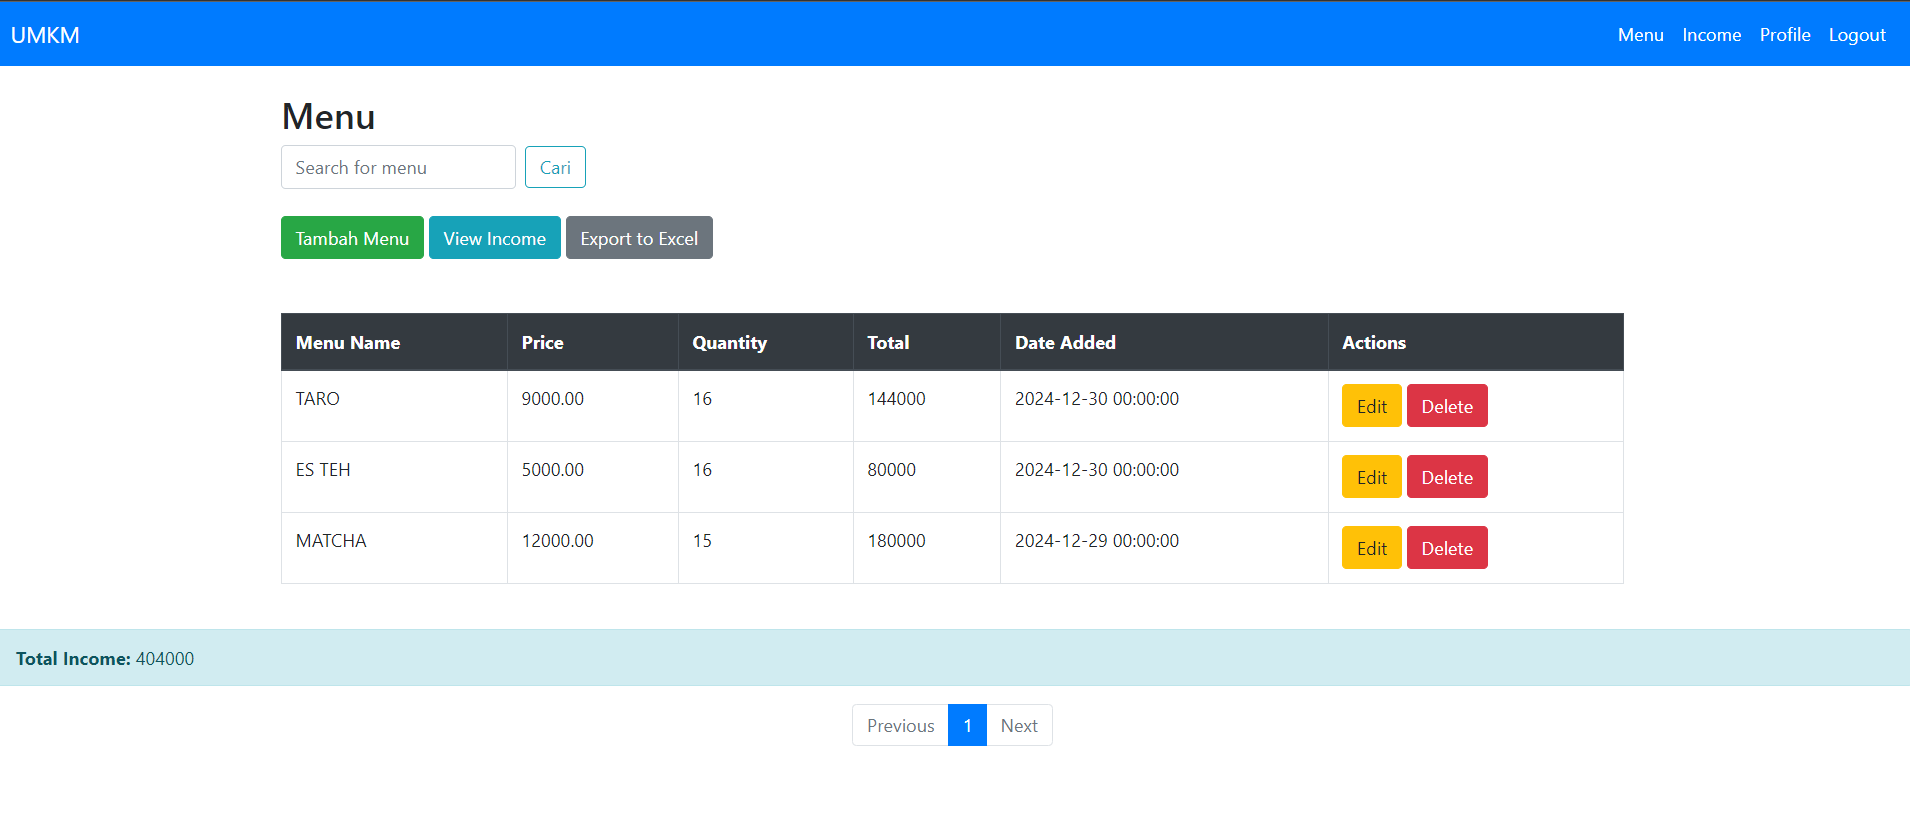 UMKM Menu Income Profile Logout
Menu
Search for menu Cari
Tambah Menu View Income Export to Excel
Menu Name Price Quantity Total Date Added Actions
TARO 9000.00 16 144000 2024-12-30 00:00:00 Edit Delete
ES TEH 5000.00 16 80000 2024-12-30 00:00:00 Edit Delete
MATCHA 12000.00 15 180000 2024-12-29 00:00:00 Edit Delete
Total Income: 404000
Previous 1 Next